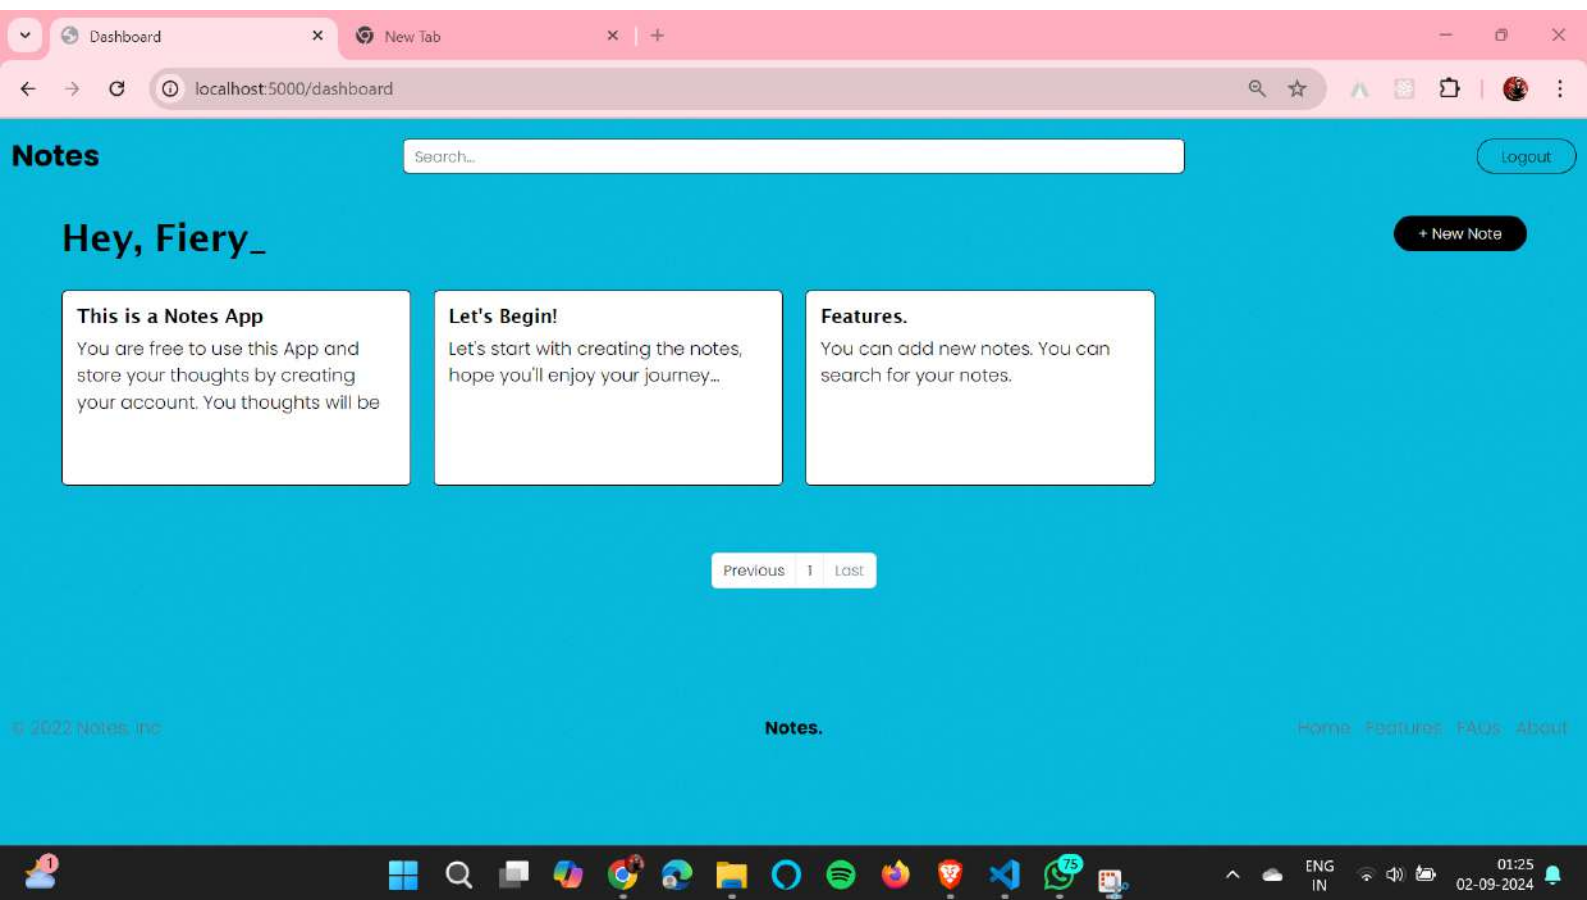 Dashboard
New Tab
localhost:5000/dashboard
Notes
Search...
Logout
Hey, Fiery_
+ New Note
This is a Notes App
You are free to use this App and
store your thoughts by creating
your account. You thoughts will be
Let's Begin!
Let's start with creating the notes,
hope you'll enjoy your journey...
Features.
You can add new notes. You can
search for your notes.
Previous 1 Last
© 2022 Notes, Inc
Notes.
Home Features FAQs About
1
75
ENG
IN
01:25
02-09-2024